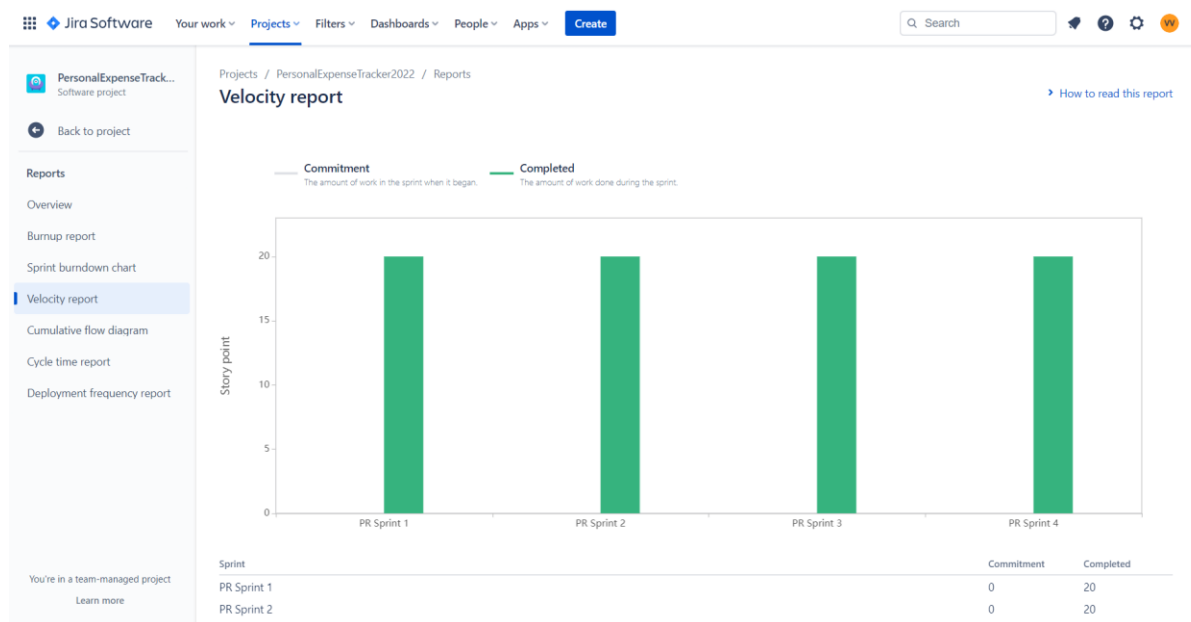 Jira Software Your work Projects Filters Dashboards People Apps Create Search VV
PersonalExpenseTrack...
Software project
Back to project
Reports
Overview
Burnup report
Sprint burndown chart
Velocity report
Cumulative flow diagram
Cycle time report
Deployment frequency report
You're in a team-managed project
Learn more
Projects / PersonalExpenseTracker2022 / Reports
Velocity report
How to read this report
Commitment
The amount of work in the sprint when it began.
Completed
The amount of work done during the sprint.
Story point
20
15
10
5
0
PR Sprint 1 PR Sprint 2 PR Sprint 3 PR Sprint 4
Sprint Commitment Completed
PR Sprint 1 0 20
PR Sprint 2 0 20